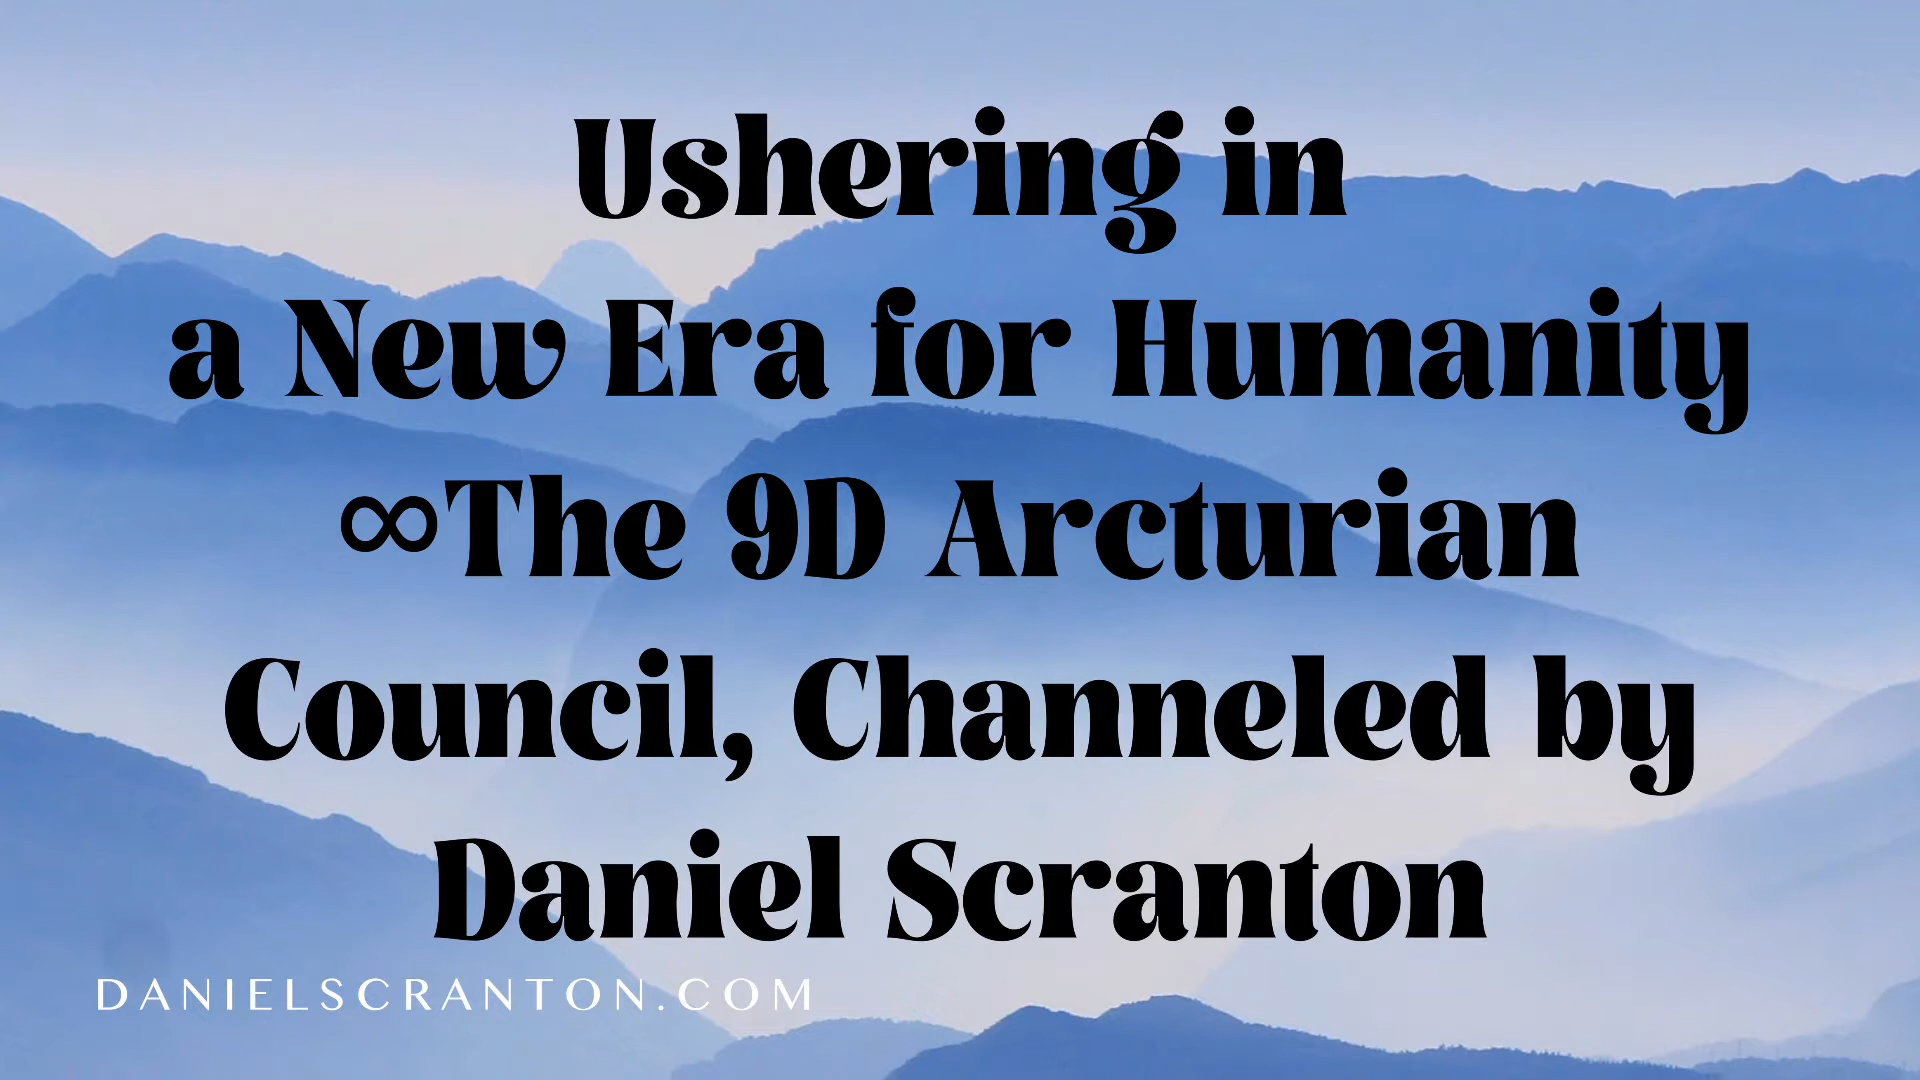 Ushering in
a New Era for Humanity
∞The 9D Arcturian
Council, Channeled by
Daniel Scranton
DANIELSCRANTON.COM